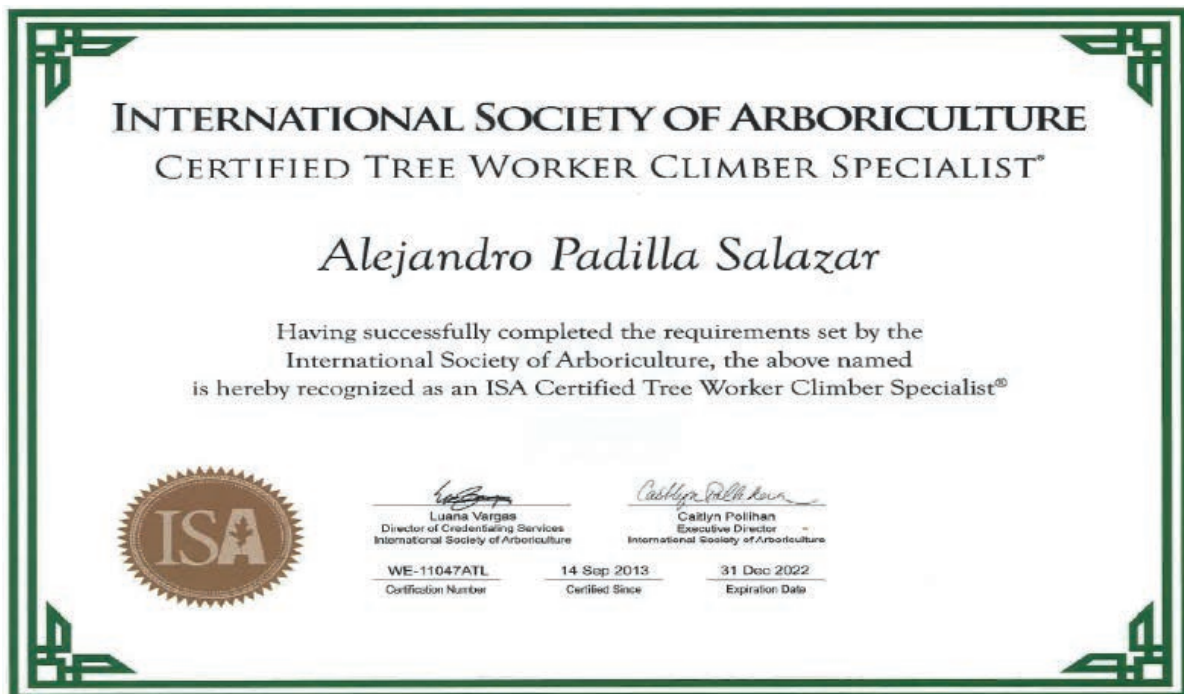 INTERNATIONAL SOCIETY OF ARBORICULTURE
CERTIFIED TREE WORKER CLIMBER SPECIALIST®
Alejandro Padilla Salazar
Having successfully completed the requirements set by the
International Society of Arboriculture, the above named
is hereby recognized as an ISA Certified Tree Worker Climber Specialist®
ISA
Luana Vargas
Director of Credentialing Services
International Society of Arboriculture
Caitlyn Pollihan
Executive Director
International Society of Arboriculture
WE-11047ATL
Certification Number
14 Sep 2013
Certified Since
31 Dec 2022
Expiration Date